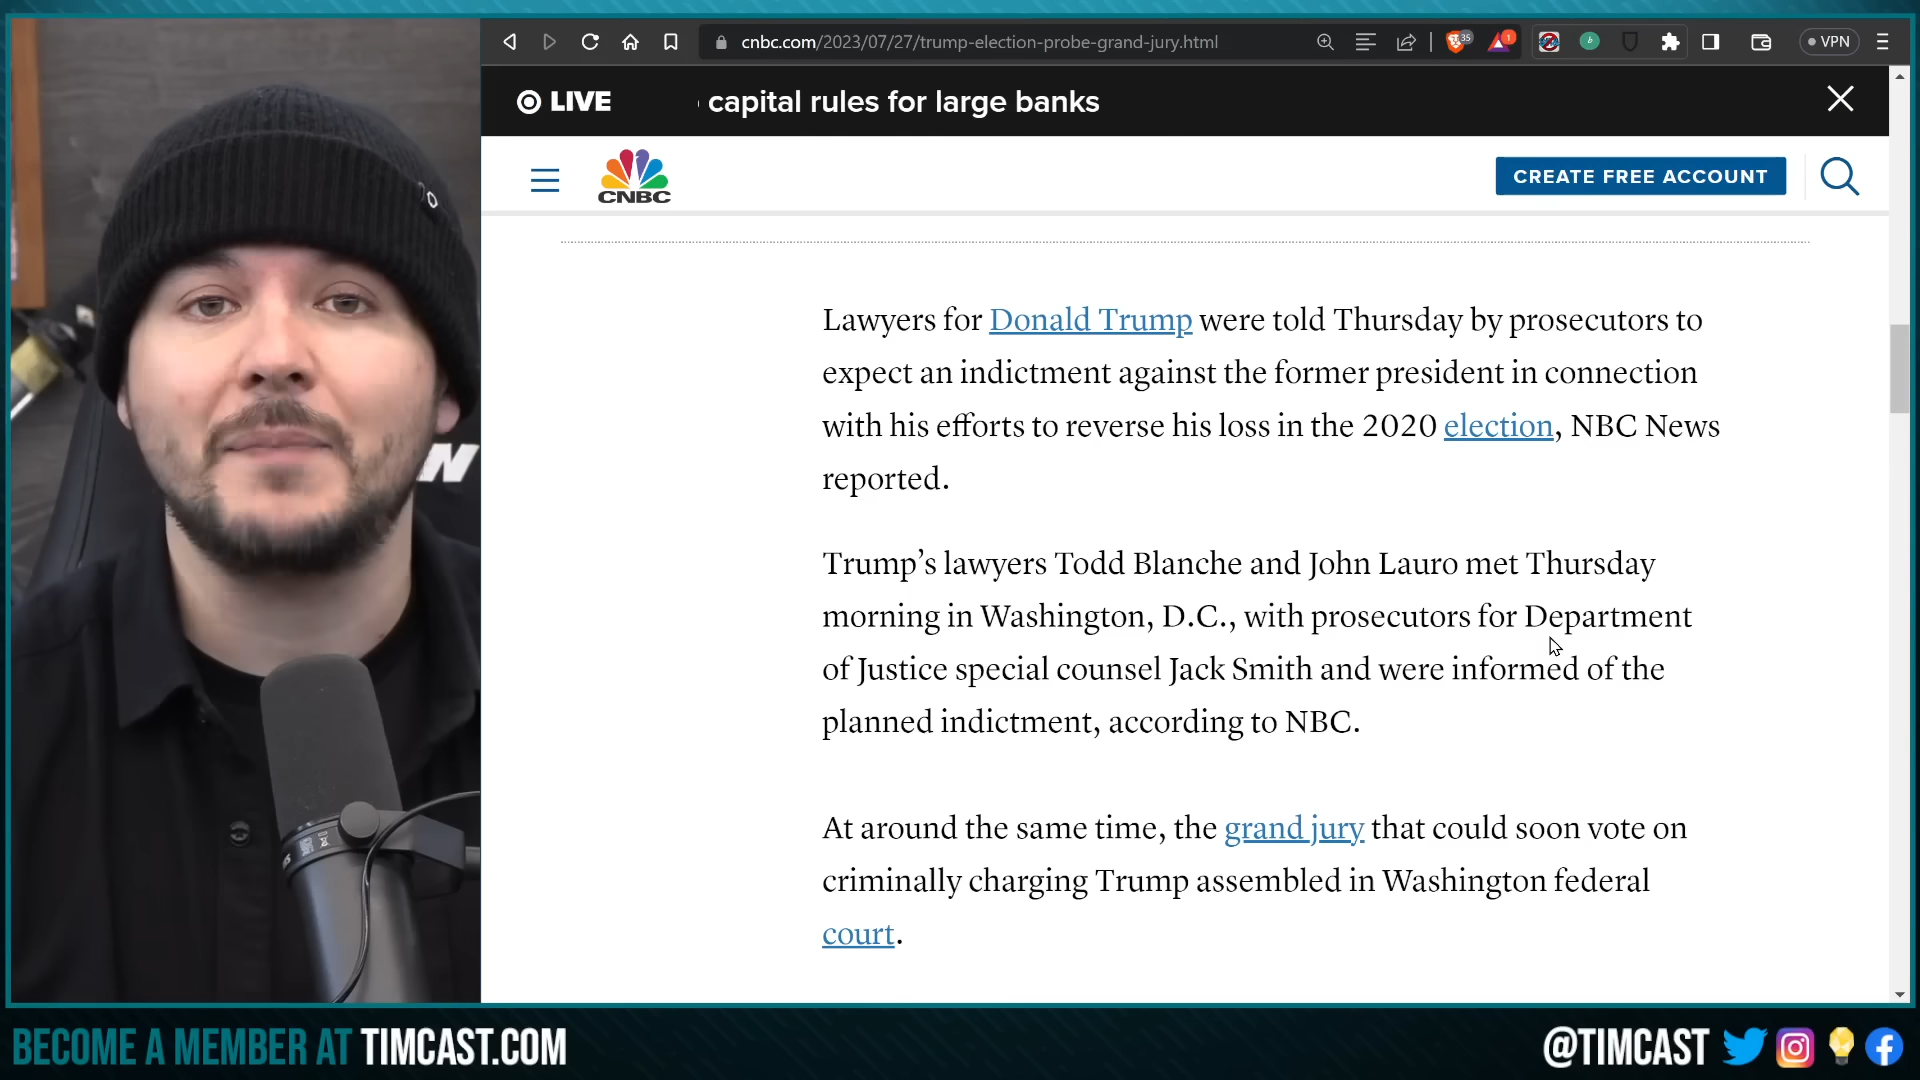 cnbc.com/2023/07/27/trump-election-probe-grand-jury.html
35
1
b
VPN
LIVE
capital rules for large banks
CNBC
CREATE FREE ACCOUNT
Lawyers for Donald Trump were told Thursday by prosecutors to
expect an indictment against the former president in connection
with his efforts to reverse his loss in the 2020 election, NBC News
reported.
Trump’s lawyers Todd Blanche and John Lauro met Thursday
morning in Washington, D.C., with prosecutors for Department
of Justice special counsel Jack Smith and were informed of the
planned indictment, according to NBC.
At around the same time, the grand jury that could soon vote on
criminally charging Trump assembled in Washington federal
court.
BECOME A MEMBER AT TIMCAST.COM
@TIMCAST